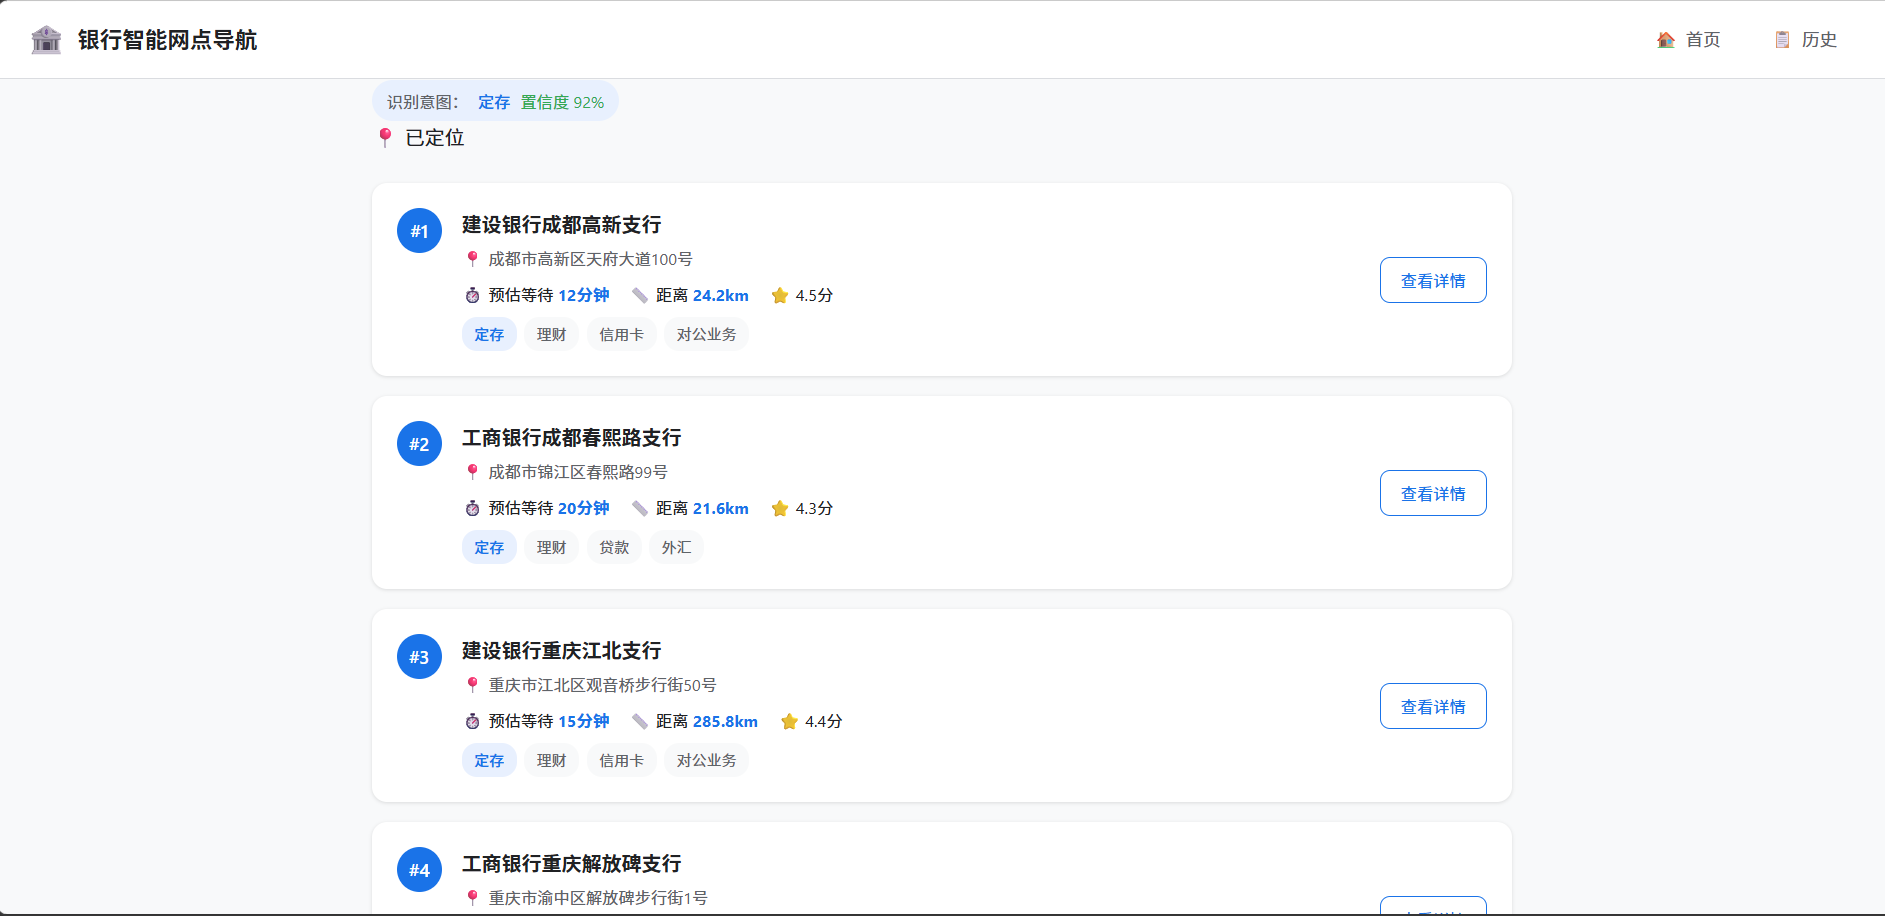 银行智能网点导航
首页
历史
识别意图： 定存 置信度 92%
已定位
#1
建设银行成都高新支行
成都市高新区天府大道100号
预估等待 12分钟 距离 24.2km 4.5分
定存 理财 信用卡 对公业务
查看详情
#2
工商银行成都春熙路支行
成都市锦江区春熙路99号
预估等待 20分钟 距离 21.6km 4.3分
定存 理财 贷款 外汇
查看详情
#3
建设银行重庆江北支行
重庆市江北区观音桥步行街50号
预估等待 15分钟 距离 285.8km 4.4分
定存 理财 信用卡 对公业务
查看详情
#4
工商银行重庆解放碑支行
重庆市渝中区解放碑步行街1号